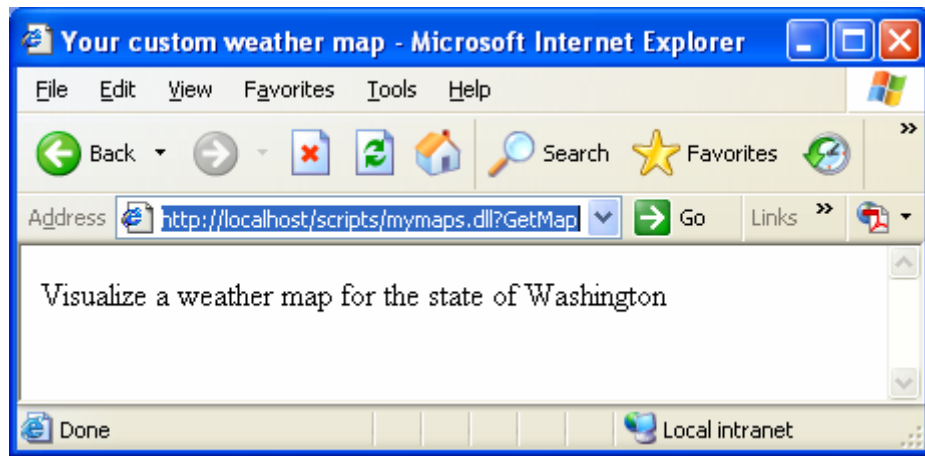 Your custom weather map - Microsoft Internet Explorer
File Edit View Favorites Tools Help
Back Search Favorites »
Address http://localhost/scripts/mymaps.dll?GetMap Go Links »
Visualize a weather map for the state of Washington
Done Local intranet